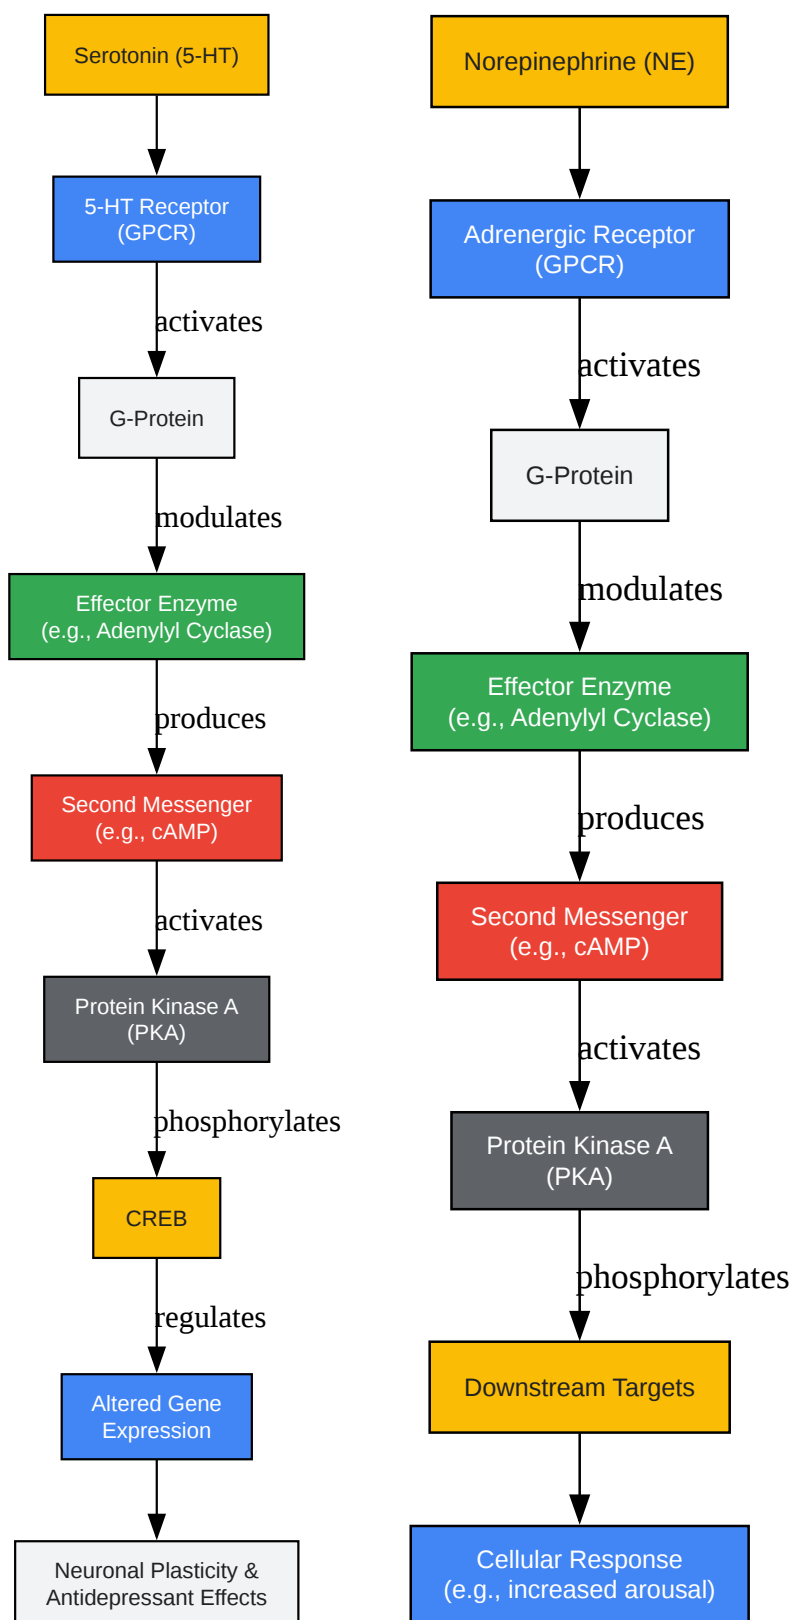 Serotonin (5-HT)
5-HT Receptor
(GPCR)
activates
G-Protein
modulates
Effector Enzyme
(e.g., Adenylyl Cyclase)
produces
Second Messenger
(e.g., cAMP)
activates
Protein Kinase A
(PKA)
phosphorylates
CREB
regulates
Altered Gene
Expression
Neuronal Plasticity &
Antidepressant Effects
Norepinephrine (NE)
Adrenergic Receptor
(GPCR)
activates
G-Protein
modulates
Effector Enzyme
(e.g., Adenylyl Cyclase)
produces
Second Messenger
(e.g., cAMP)
activates
Protein Kinase A
(PKA)
phosphorylates
Downstream Targets
Cellular Response
(e.g., increased arousal)